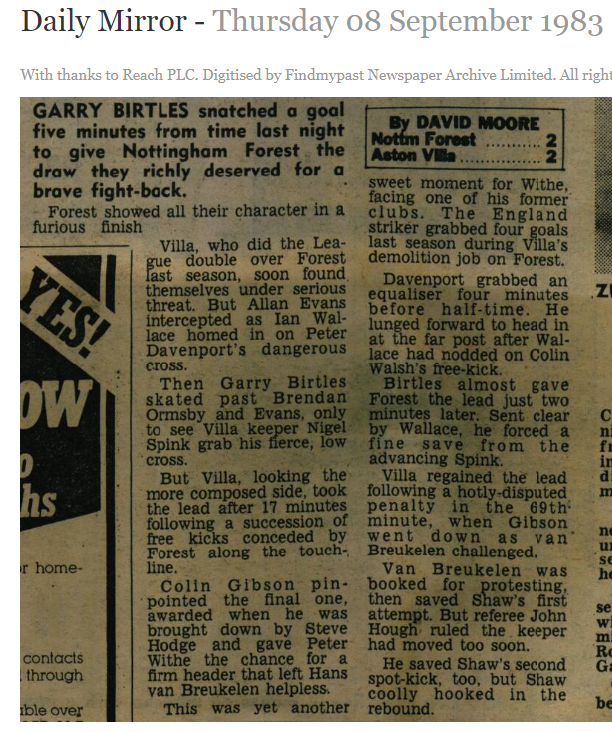 Daily Mirror - Thursday 08 September 1983
With thanks to Reach PLC. Digitised by Findmypast Newspaper Archive Limited. All right
GARRY BIRTLES snatched a goal
five minutes from time last night
to give Nottingham Forest the
draw they richly deserved for a
brave fight-back.
Forest showed all their character in a
furious finish
Villa, who did the Lea-
gue double over Forest
last season, soon found
themselves under serious
threat. But Allan Evans
intercepted as Ian Wal-
lace homed in on Peter
Davenport's dangerous
cross.
Then Garry Birtles
skated past Brendan
Ormsby and Evans, only
to see Villa keeper Nigel
Spink grab his fierce, low
cross.
But Villa, looking the
more composed side, took
the lead after 17 minutes
following a succession of
free kicks conceded by
Forest along the touch-
line.
Colin Gibson pin-
pointed the final one,
awarded when he was
brought down by Steve
Hodge and gave Peter
Withe the chance for a
firm header that left Hans
van Breukelen helpless.
This was yet another
By DAVID MOORE
Nottm Forest ........... 2
Aston Villa ............... 2
sweet moment for Withe,
facing one of his former
clubs. The England
striker grabbed four goals
last season during Villa's
demolition job on Forest.
Davenport grabbed an
equaliser four minutes
before half-time. He
lunged forward to head in
at the far post after Wal-
lace had nodded on Colin
Walsh's free-kick.
Birtles almost gave
Forest the lead just two
minutes later. Sent clear
by Wallace, he forced a
fine save from the
advancing Spink.
Villa regained the lead
following a hotly-disputed
penalty in the 69th
minute, when Gibson
went down as van
Breukelen challenged.
Van Breukelen was
booked for protesting,
then saved Shaw's first
attempt. But referee John
Hough ruled the keeper
had moved too soon.
He saved Shaw's second
spot-kick, too, but Shaw
coolly hooked in the
rebound.
YES!
OW
o
hs
r home-
contacts
through
able over